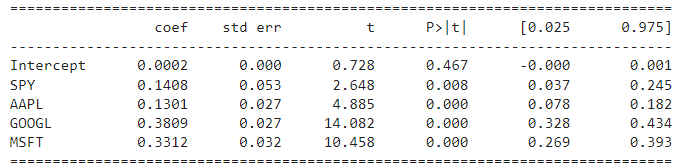 ==============================================================================
                 coef    std err          t      P>|t|      [0.025      0.975]
------------------------------------------------------------------------------
Intercept      0.0002      0.000      0.728      0.467      -0.000       0.001
SPY            0.1408      0.053      2.648      0.008       0.037       0.245
AAPL           0.1301      0.027      4.885      0.000       0.078       0.182
GOOGL          0.3809      0.027     14.082      0.000       0.328       0.434
MSFT           0.3312      0.032     10.458      0.000       0.269       0.393
==============================================================================